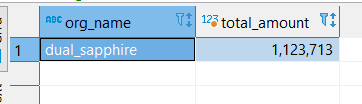 ABC org_name 123 total_amount
1 dual_sapphire 1,123,713